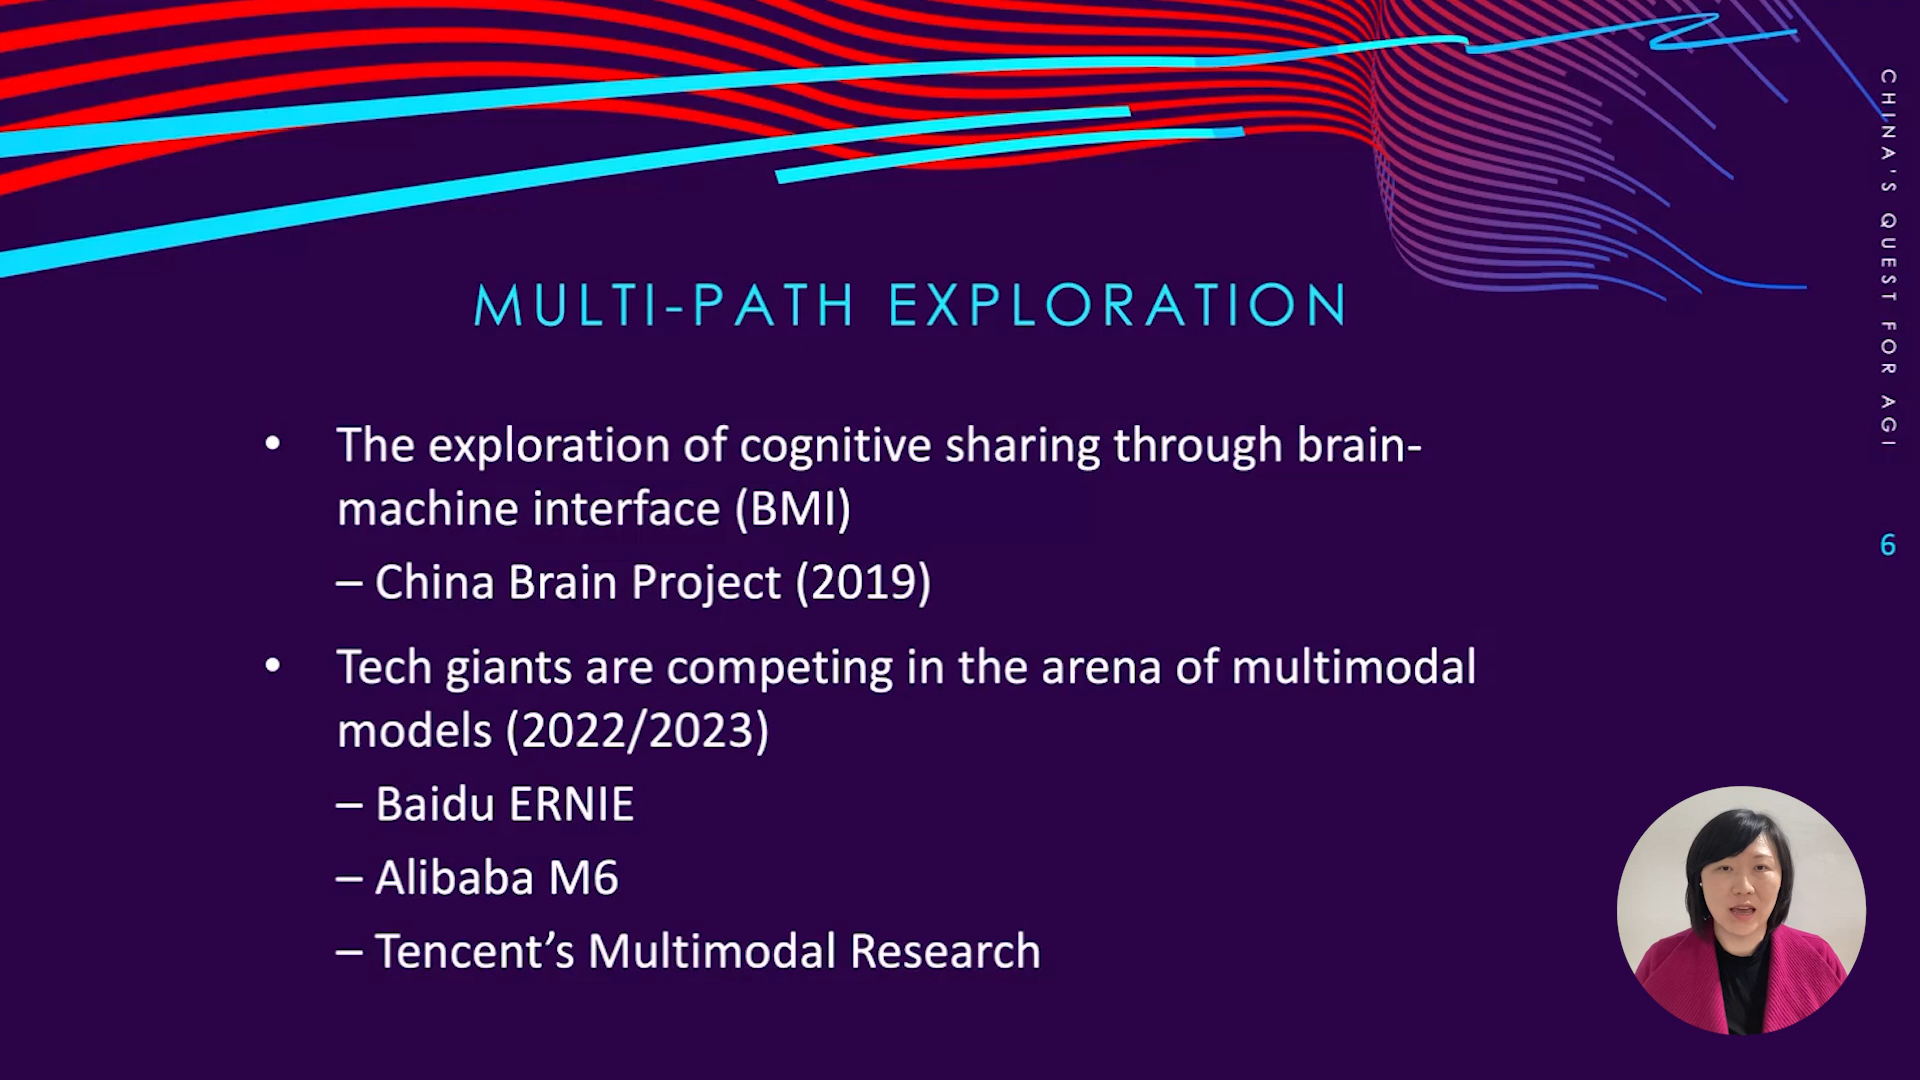 MULTI-PATH EXPLORATION
• The exploration of cognitive sharing through brain-
machine interface (BMI)
– China Brain Project (2019)
• Tech giants are competing in the arena of multimodal
models (2022/2023)
– Baidu ERNIE
– Alibaba M6
– Tencent’s Multimodal Research
CHINA'S QUEST FOR AGI
6